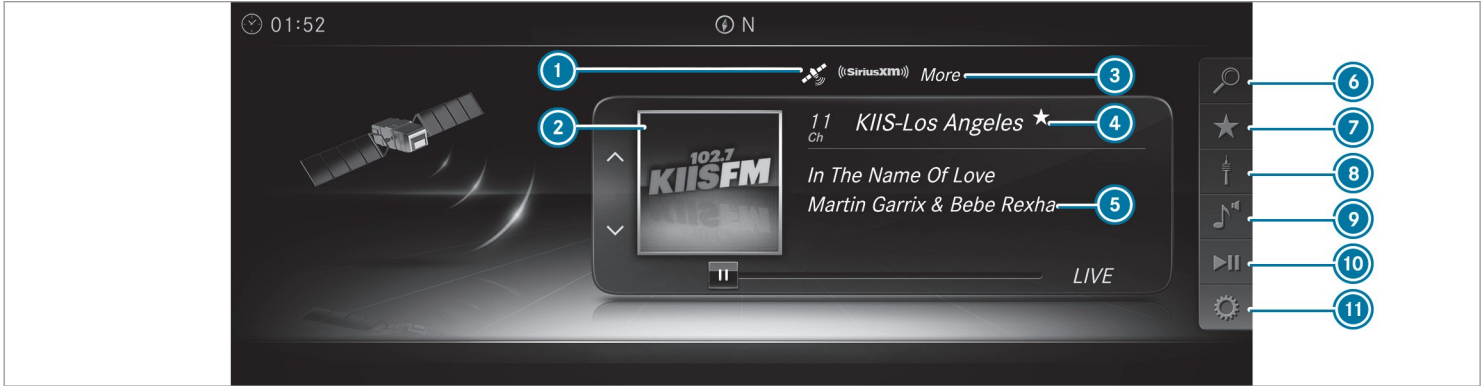 01:52
N
1
((SiriusXM))
More
3
6
2
11
Ch
KIIS-Los Angeles
4
7
102.7
KIISFM
In The Name Of Love
8
Martin Garrix & Bebe Rexha
5
9
LIVE
10
11